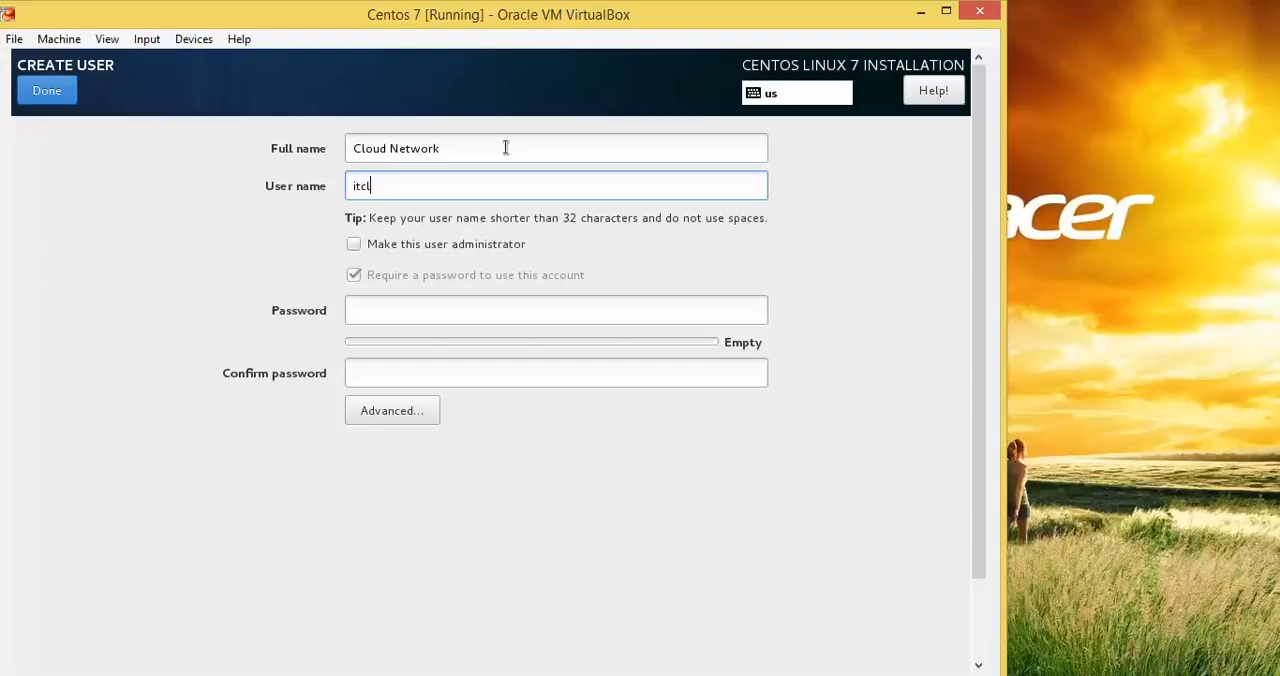 Centos 7 [Running] - Oracle VM VirtualBox
File Machine View Input Devices Help
CREATE USER
CENTOS LINUX 7 INSTALLATION
Done
us
Help!
Full name
Cloud Network
User name
itcl
Tip: Keep your user name shorter than 32 characters and do not use spaces.
Make this user administrator
Require a password to use this account
Password
Empty
Confirm password
Advanced...
acer